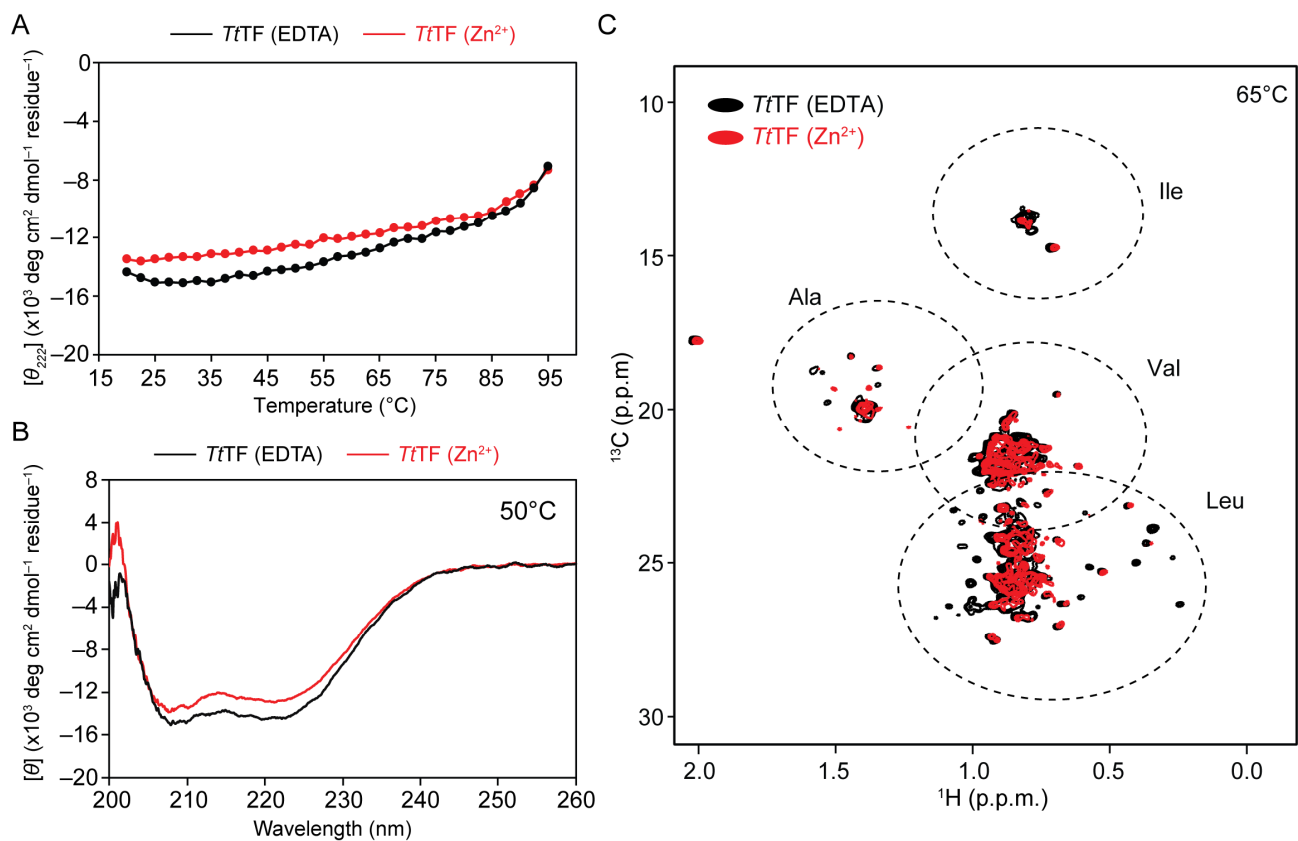 A
TtTF (EDTA) TtTF (Zn²⁺)
[θ₂₂₂] (x10³ deg cm² dmol⁻¹ residue⁻¹)
0
–4
–8
–12
–16
–20
15 25 35 45 55 65 75 85 95
Temperature (°C)
B
TtTF (EDTA) TtTF (Zn²⁺)
50°C
[θ] (x10³ deg cm² dmol⁻¹ residue⁻¹)
8
4
0
–4
–8
–12
–16
–20
200 210 220 230 240 250 260
Wavelength (nm)
C
TtTF (EDTA)
TtTF (Zn²⁺)
65°C
Ile
Ala
Val
Leu
¹³C (p.p.m)
10
15
20
25
30
2.0 1.5 1.0 0.5 0.0
¹H (p.p.m.)